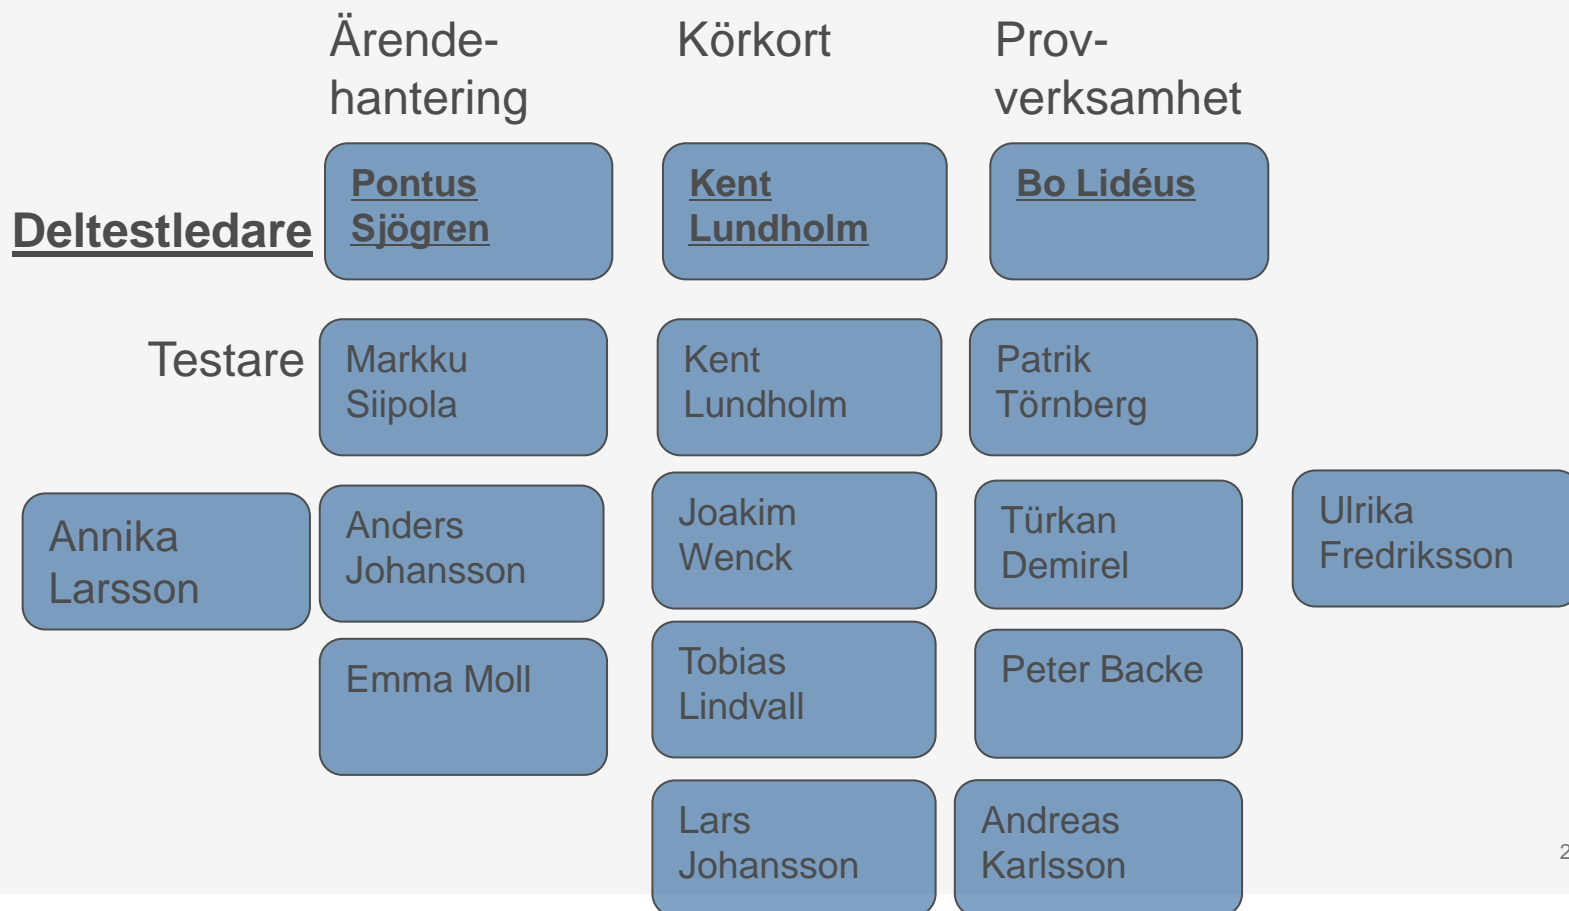 Ärende-
hantering
Körkort
Prov-
verksamhet
Deltestledare
Pontus
Sjögren
Kent
Lundholm
Bo Lidéus
Testare
Markku
Siipola
Kent
Lundholm
Patrik
Törnberg
Annika
Larsson
Anders
Johansson
Joakim
Wenck
Türkan
Demirel
Ulrika
Fredriksson
Emma Moll
Tobias
Lindvall
Peter Backe
Lars
Johansson
Andreas
Karlsson
2